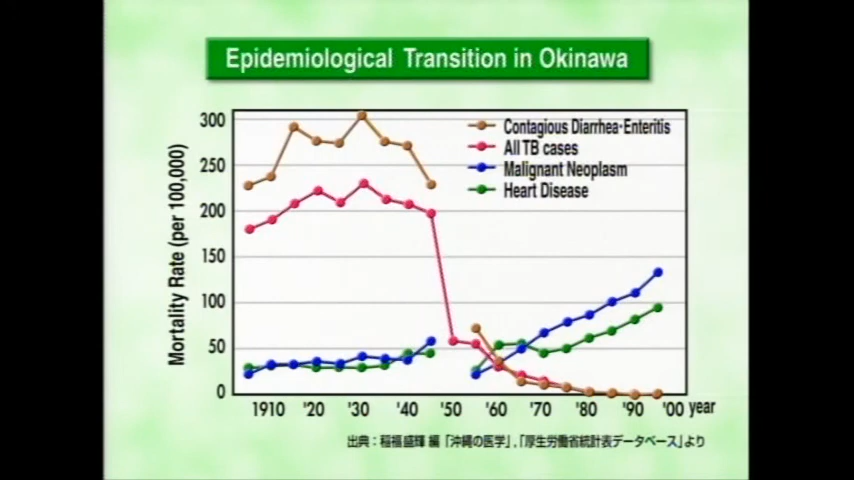 Epidemiological Transition in Okinawa
Mortality Rate (per 100,000)
300
250
200
150
100
50
0
Contagious Diarrhea·Enteritis
All TB cases
Malignant Neoplasm
Heart Disease
1910 '20 '30 '40 '50 '60 '70 '80 '90 '00 year
出典：稲福盛輝 編「沖縄の医学」,「厚生労働省統計表データベース」より